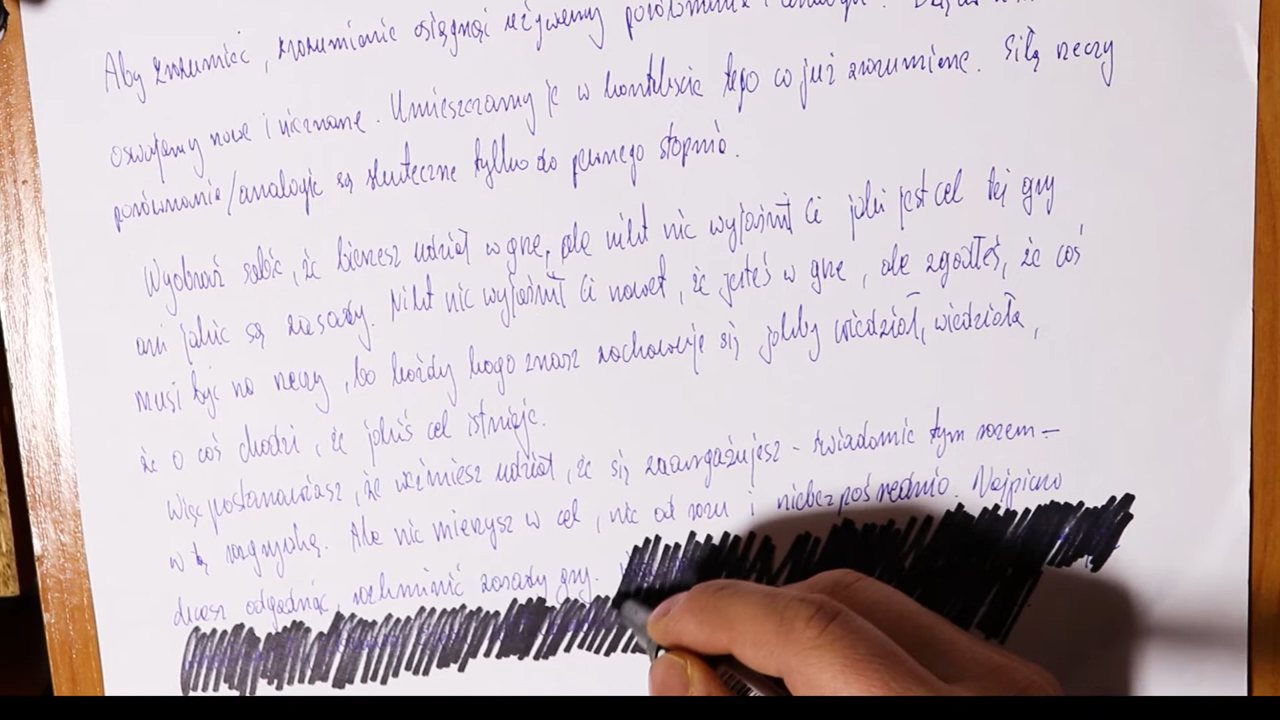 Aby zrozumieć, zrozumienie osiągnąć używamy porównania i analogii.
oswajamy nowe i nieznane. Umieszczamy je w kontekście tego co już zrozumiane. Siłą rzeczy
porównania/analogie są skuteczne tylko do pewnego stopnia.
Wyobraź sobie, że bierzesz udział w grze, ale nikt nic wyjaśnił Ci jaki jest cel tej gry
ani jakie są zasady. Nikt nic wyjaśnił Ci nawet, że jesteś w grze, ale zgadłeś, że coś
musi być na rzeczy, bo każdy kogo znasz zachowuje się jakby wiedział, wiedziała,
że o coś chodzi, że jakiś cel istnieje.
Więc postanawiasz, że weźmiesz udział, że się zaangażujesz - świadomie tym razem -
w tę rozgrywkę. Ale nie mierzysz w cel, nie od razu i niebezpośrednio. Najpierw
chcesz odgadnąć, rozkminić zasady gry.